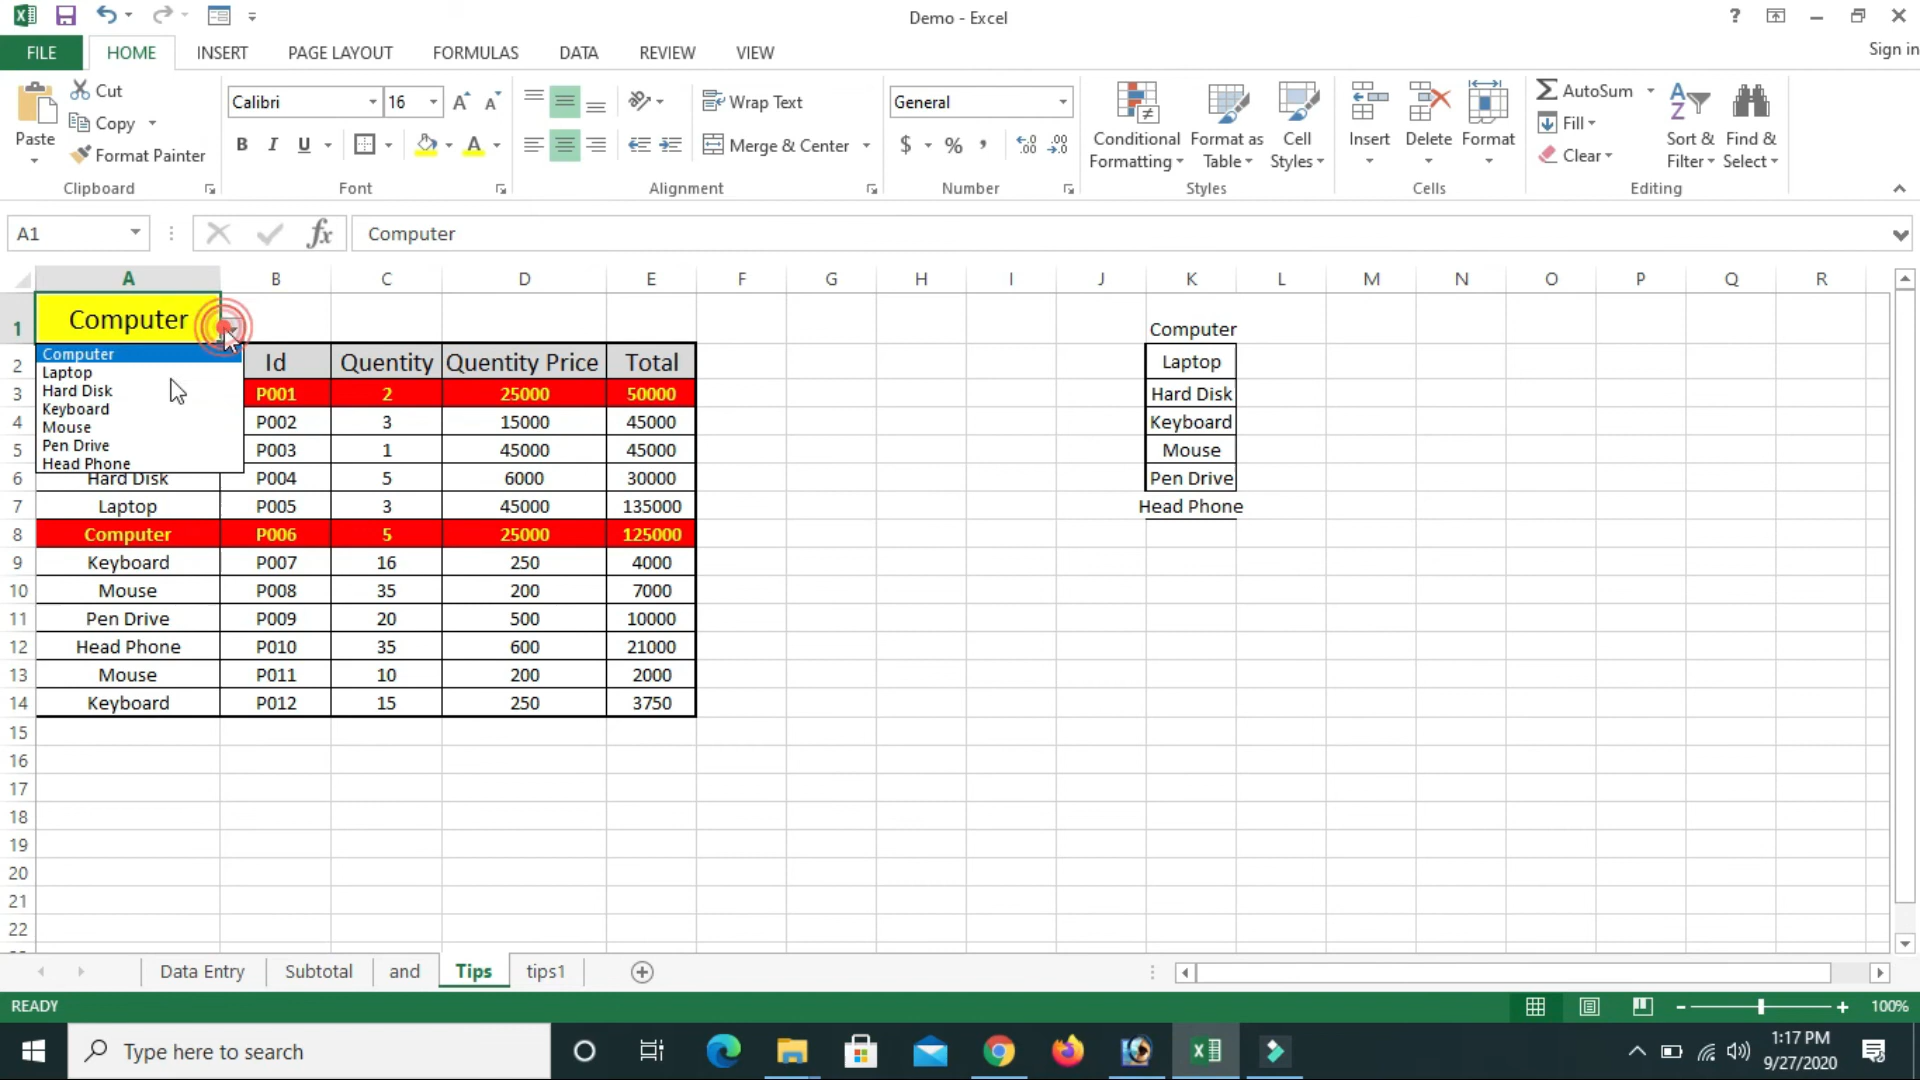 Demo - Excel
?
Sign in
FILE HOME INSERT PAGE LAYOUT FORMULAS DATA REVIEW VIEW
Paste
Cut
Copy
Format Painter
Clipboard
Calibri 16
B I U
Font
Wrap Text
Merge & Center
Alignment
General
$ % ,
Number
Conditional Formatting
Format as Table
Cell Styles
Styles
Insert
Delete
Format
Cells
AutoSum
Fill
Clear
Sort & Filter
Find & Select
Editing
A1 fx Computer
A B C D E F G H I J K L M N O P Q R
1 Computer Computer
Computer
Laptop
Hard Disk
Keyboard
Mouse
Pen Drive
Head Phone
2 Id Quentity Quentity Price Total Laptop
3 P001 2 25000 50000 Hard Disk
4 P002 3 15000 45000 Keyboard
5 P003 1 45000 45000 Mouse
6 Hard Disk P004 5 6000 30000 Pen Drive
7 Laptop P005 3 45000 135000 Head Phone
8 Computer P006 5 25000 125000
9 Keyboard P007 16 250 4000
10 Mouse P008 35 200 7000
11 Pen Drive P009 20 500 10000
12 Head Phone P010 35 600 21000
13 Mouse P011 10 200 2000
14 Keyboard P012 15 250 3750
15
16
17
18
19
20
21
22
Data Entry Subtotal and Tips tips1
READY 100%
Type here to search
1:17 PM
9/27/2020